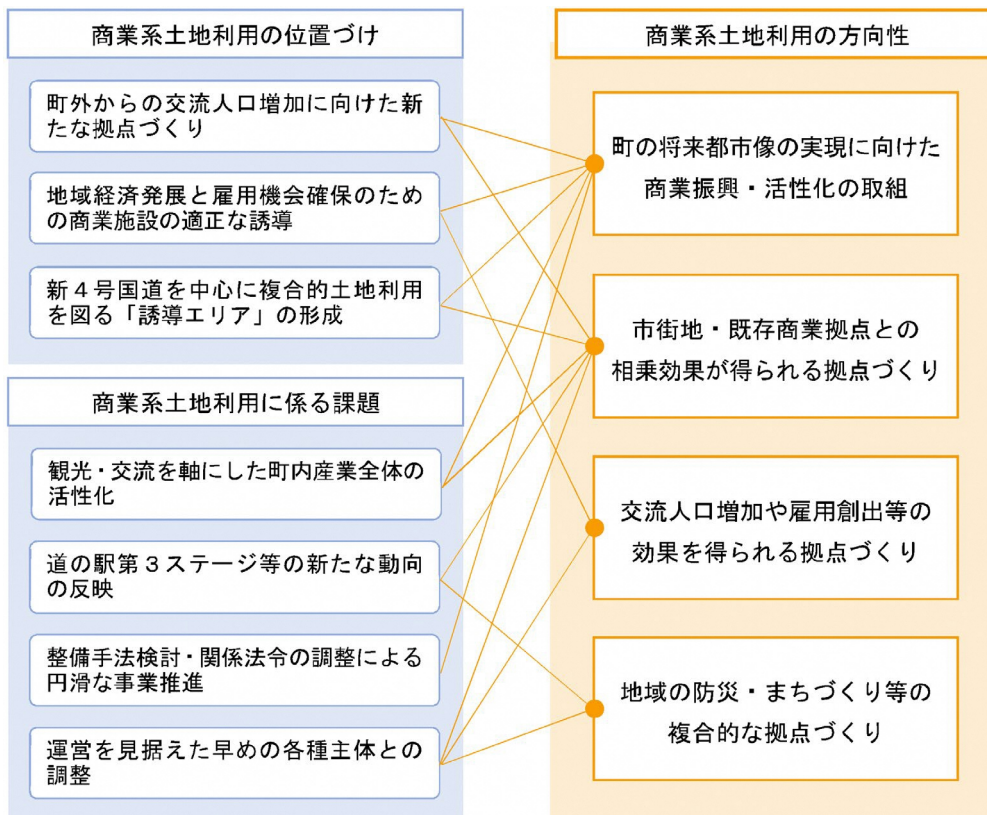 商業系土地利用の位置づけ
町外からの交流人口増加に向けた新
たな拠点づくり
地域経済発展と雇用機会確保のため
の商業施設の適正な誘導
新４号国道を中心に複合的土地利用
を図る「誘導エリア」の形成
商業系土地利用に係る課題
観光・交流を軸にした町内産業全体の
活性化
道の駅第３ステージ等の新たな動向
の反映
整備手法検討・関係法令の調整による
円滑な事業推進
運営を見据えた早めの各種主体との
調整
商業系土地利用の方向性
町の将来都市像の実現に向けた
商業振興・活性化の取組
市街地・既存商業拠点との
相乗効果が得られる拠点づくり
交流人口増加や雇用創出等の
効果を得られる拠点づくり
地域の防災・まちづくり等の
複合的な拠点づくり